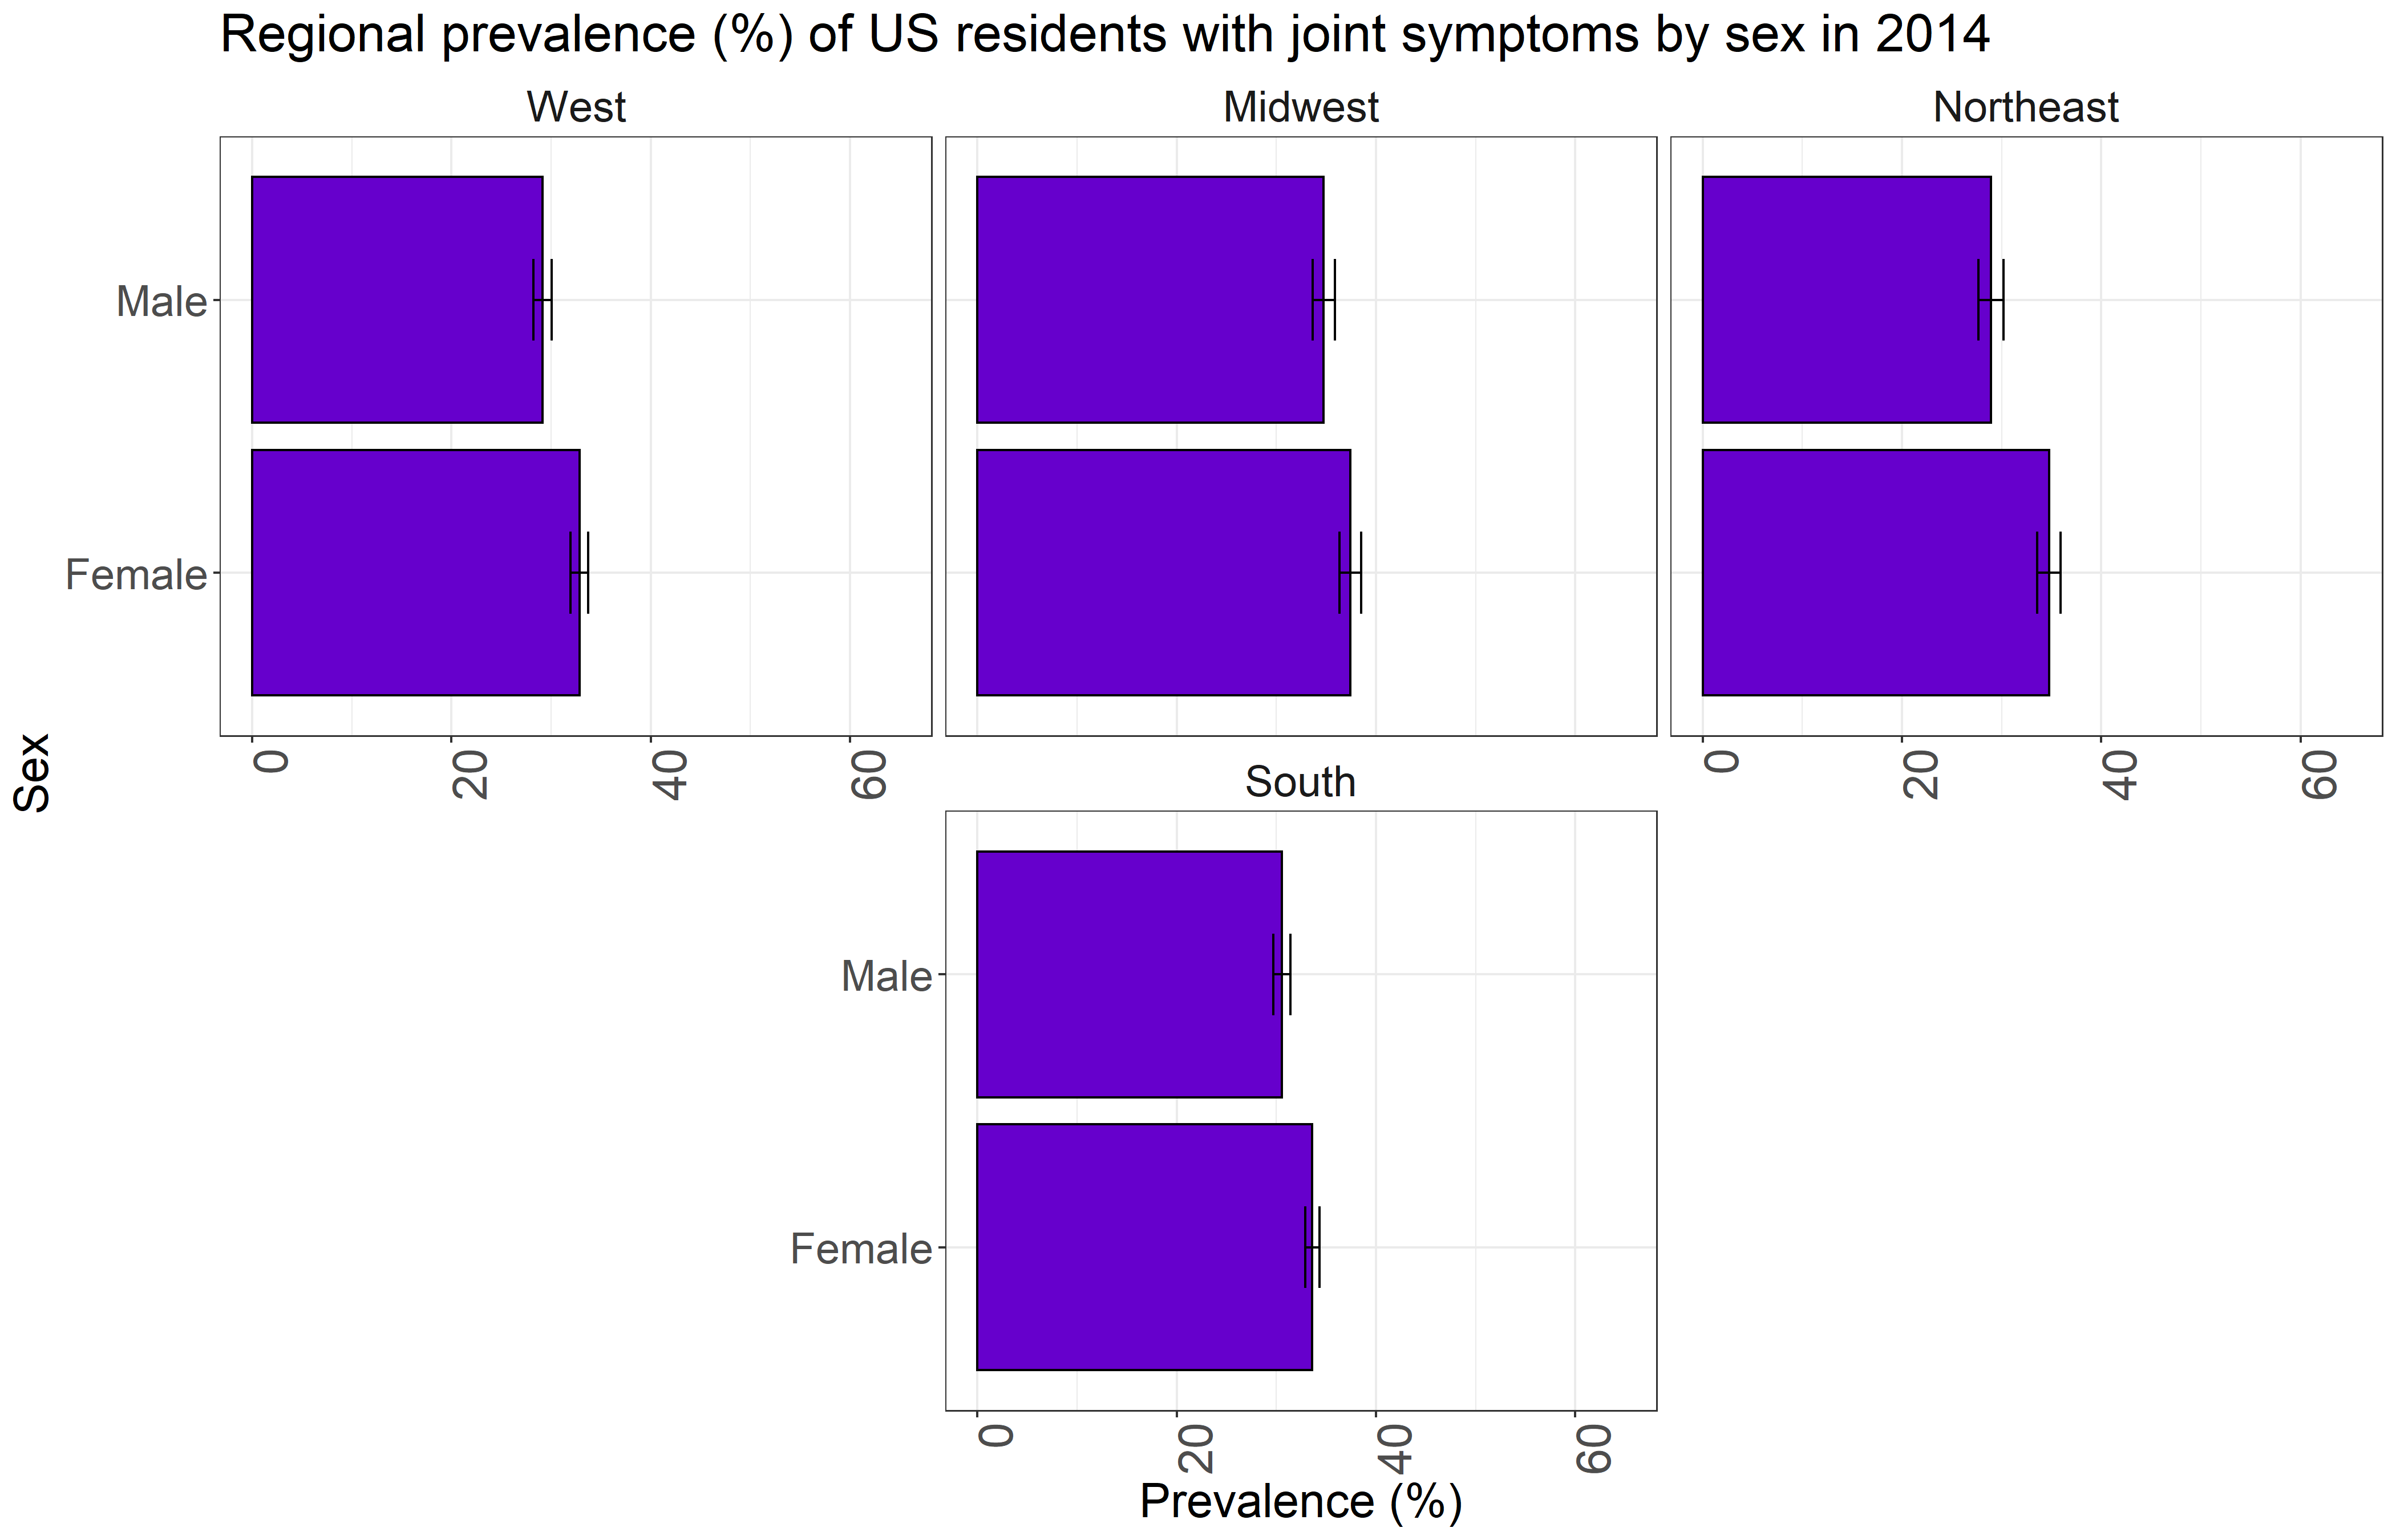 Regional prevalence (%) of US residents with joint symptoms by sex in 2014
West
Midwest
Northeast
Male
Female
Sex
0
20
40
60
0
20
40
60
South
Male
Female
0
20
40
60
Prevalence (%)